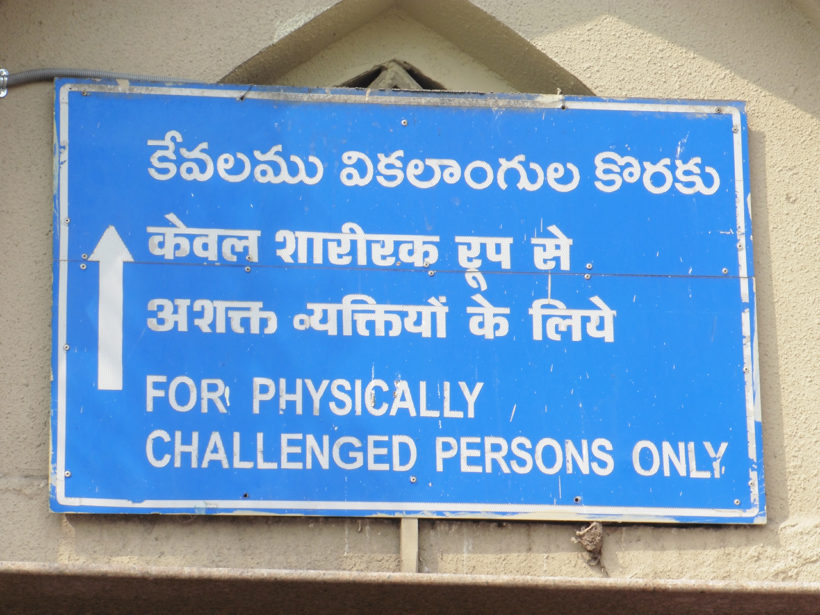 కేవలము వికలాంగుల కొరకు
केवल शारीरक रूप से
अशक्त व्यक्तियों के लिये
FOR PHYSICALLY
CHALLENGED PERSONS ONLY